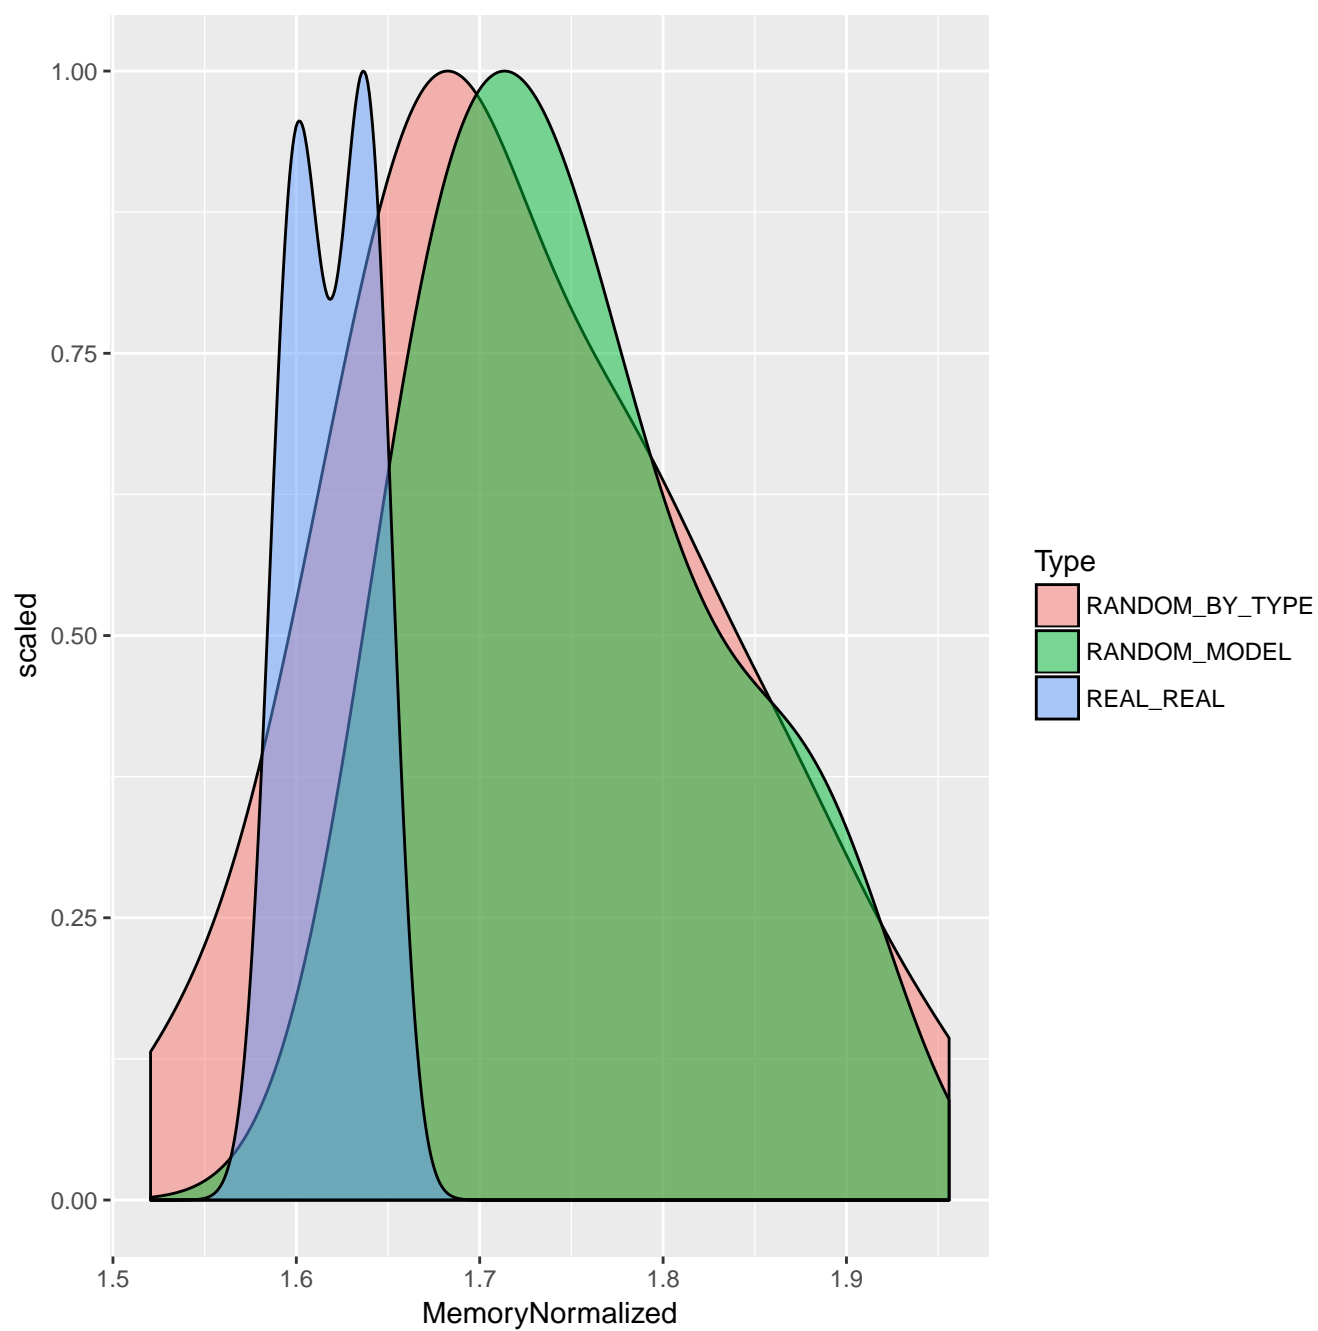 1.00
0.75
0.50
0.25
0.00
scaled
1.5 1.6 1.7 1.8 1.9
MemoryNormalized
Type
RANDOM_BY_TYPE
RANDOM_MODEL
REAL_REAL